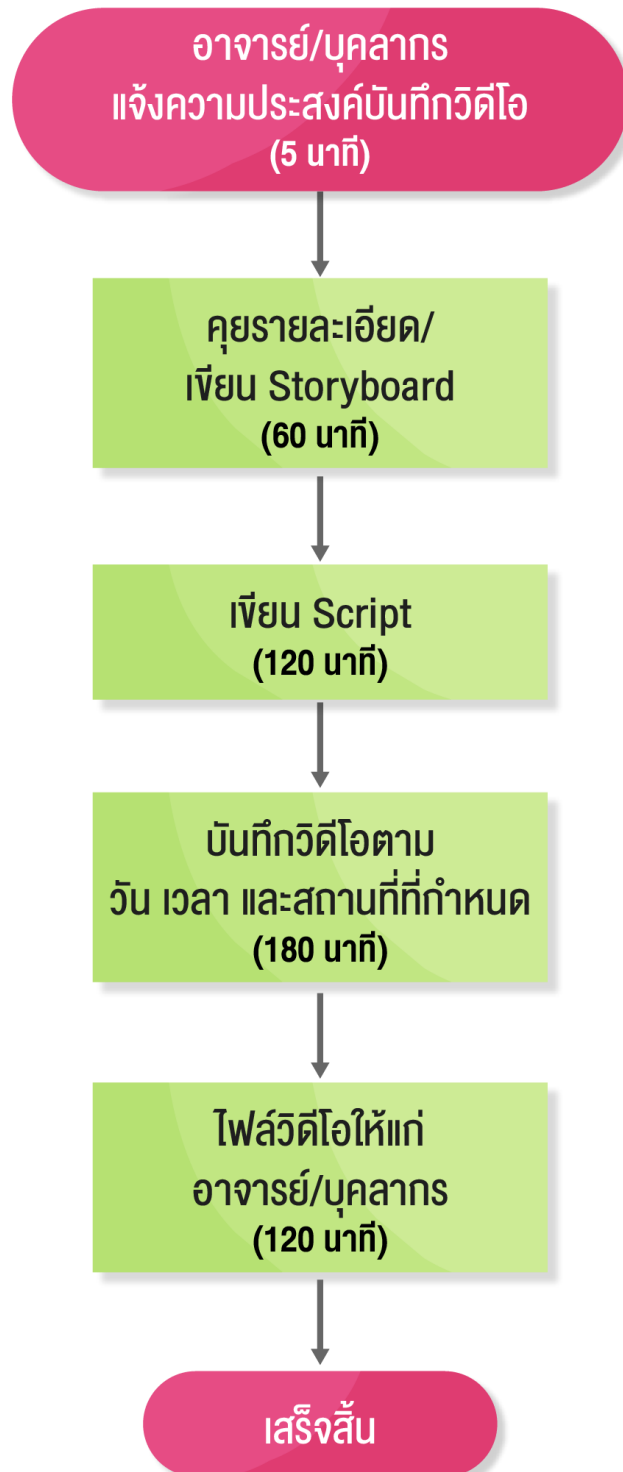 อาจารย์/บุคลากร
แจ้งความประสงค์บันทึกวิดีโอ
(5 นาที)
คุยรายละเอียด/
เขียน Storyboard
(60 นาที)
เขียน Script
(120 นาที)
บันทึกวิดีโอตาม
วัน เวลา และสถานที่ที่กำหนด
(180 นาที)
ไฟล์วิดีโอให้แก่
อาจารย์/บุคลากร
(120 นาที)
เสร็จสิ้น